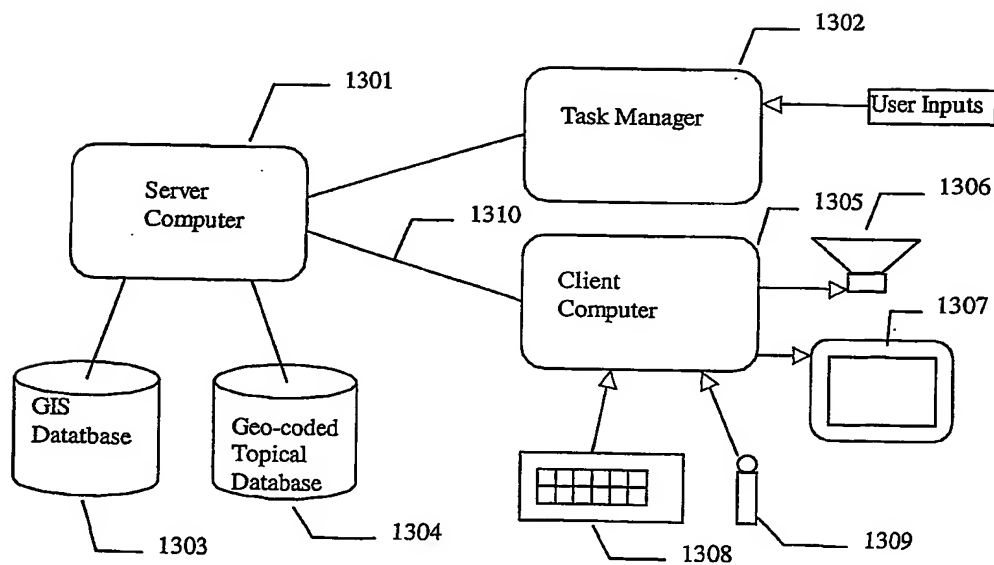 1302
1301
Task Manager
User Inputs
Server
Computer
1310
1305
1306
Client
Computer
1307
GIS
Datatbase
Geo-coded
Topical
Database
1303
1304
1308
1309